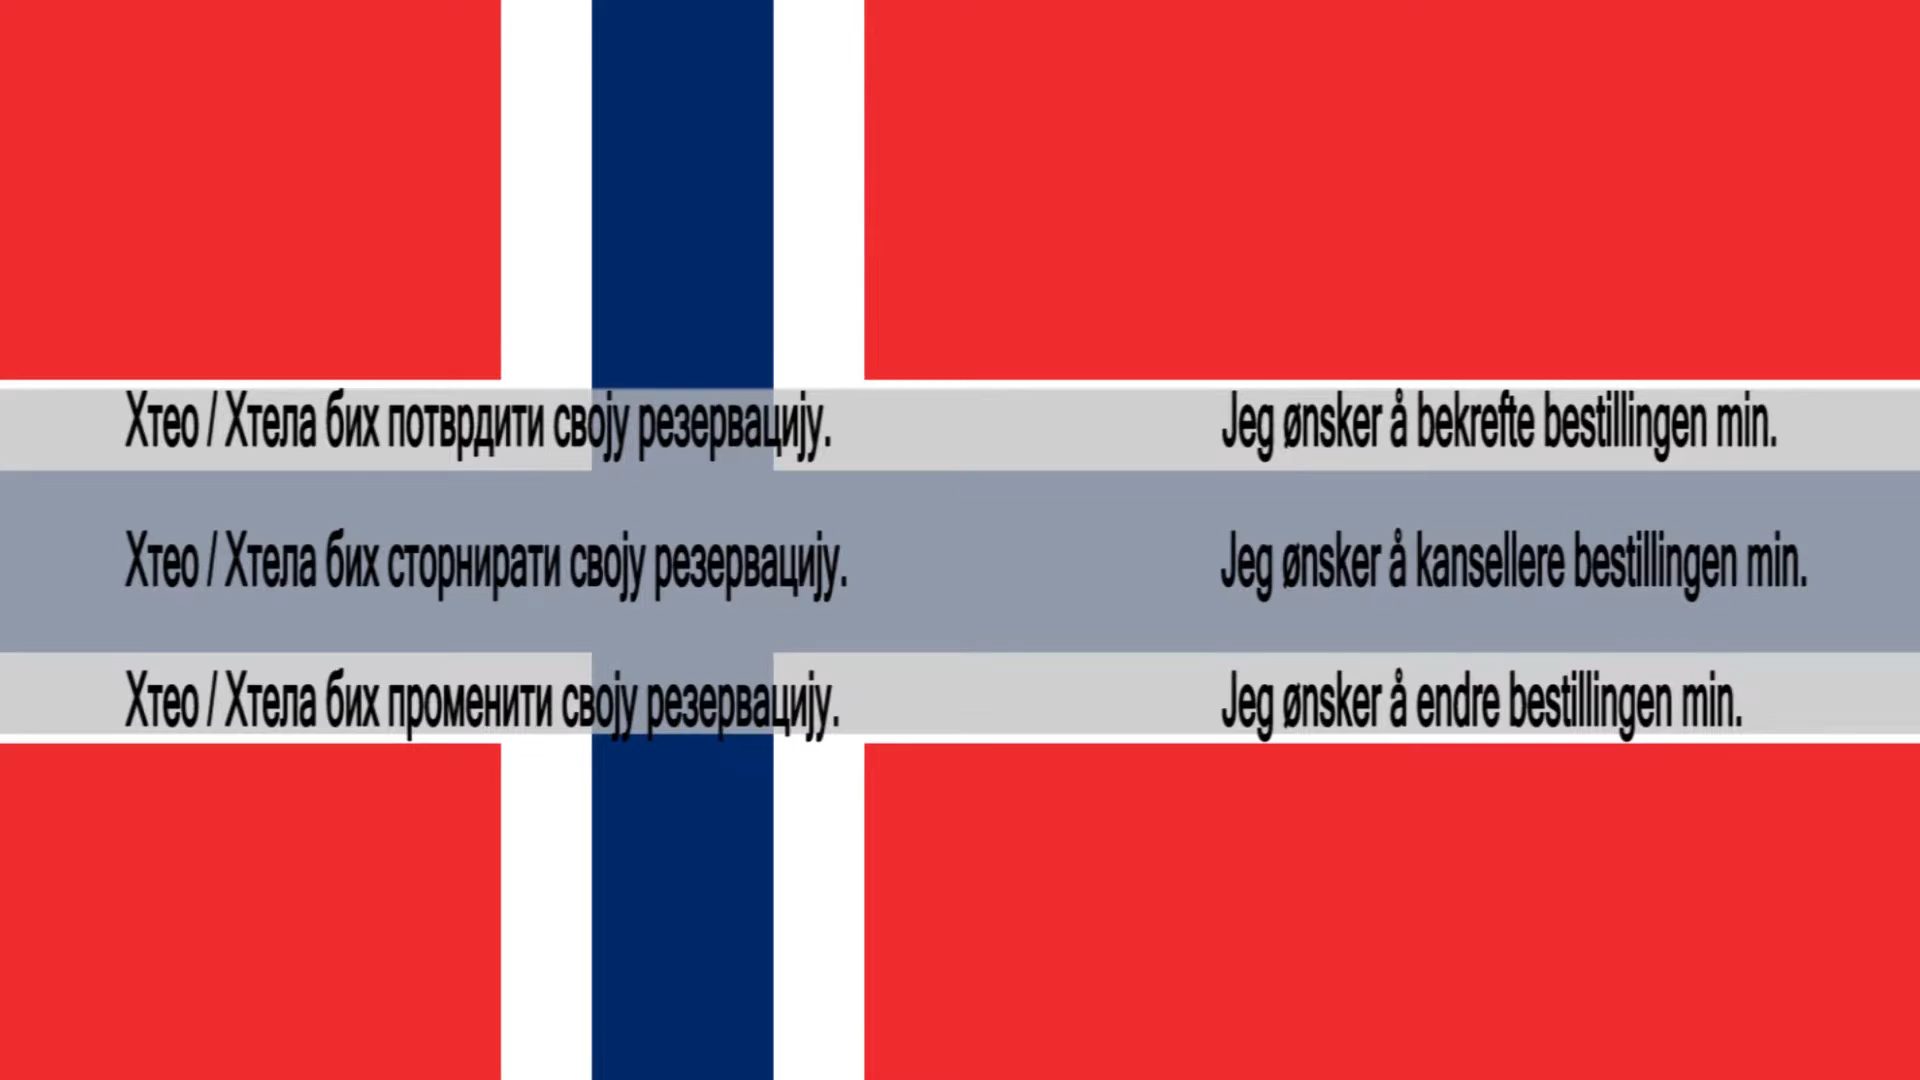 Хтео / Хтела бих потврдити своју резервацију. Jeg ønsker å bekrefte bestillingen min.
Хтео / Хтела бих сторнирати своју резервацију. Jeg ønsker å kansellere bestillingen min.
Хтео / Хтела бих променити своју резервацију. Jeg ønsker å endre bestillingen min.